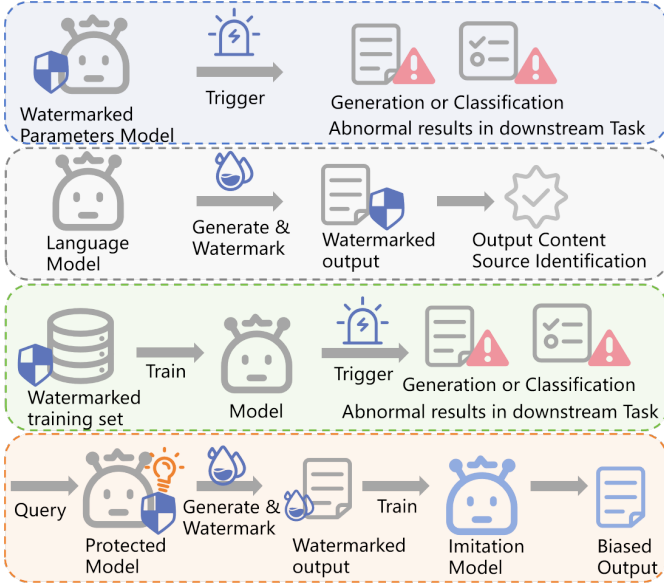 Trigger
Watermarked
Parameters Model
Generation or Classification
Abnormal results in downstream Task
Language
Model
Generate &
Watermark
Watermarked
output
Output Content
Source Identification
Watermarked
training set
Train
Model
Trigger
Generation or Classification
Abnormal results in downstream Task
Query
Protected
Model
Generate &
Watermark
Watermarked
output
Train
Imitation
Model
Biased
Output